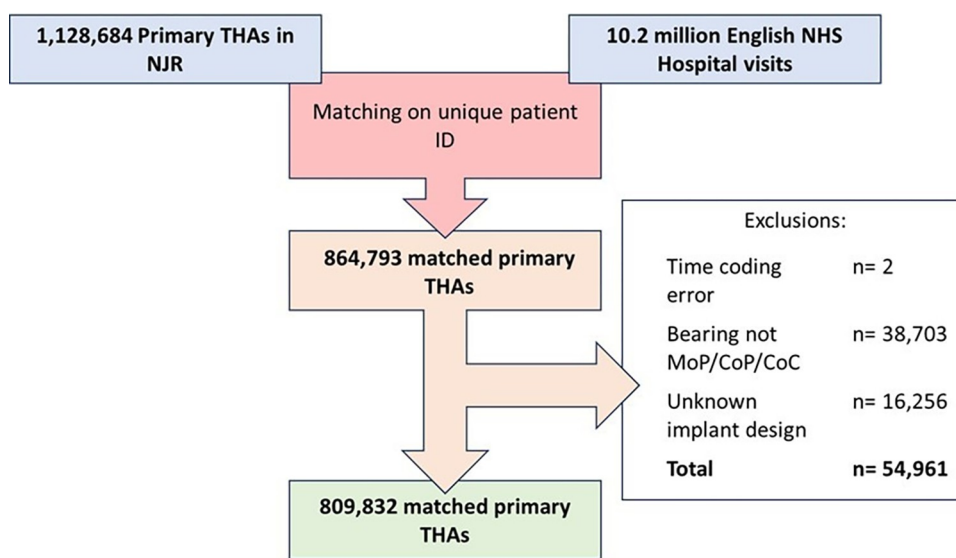 1,128,684 Primary THAs in
NJR
10.2 million English NHS
Hospital visits
Matching on unique patient
ID
864,793 matched primary
THAs
Exclusions:
Time coding n= 2
error
Bearing not n= 38,703
MoP/CoP/CoC
Unknown n= 16,256
implant design
Total n= 54,961
809,832 matched primary
THAs